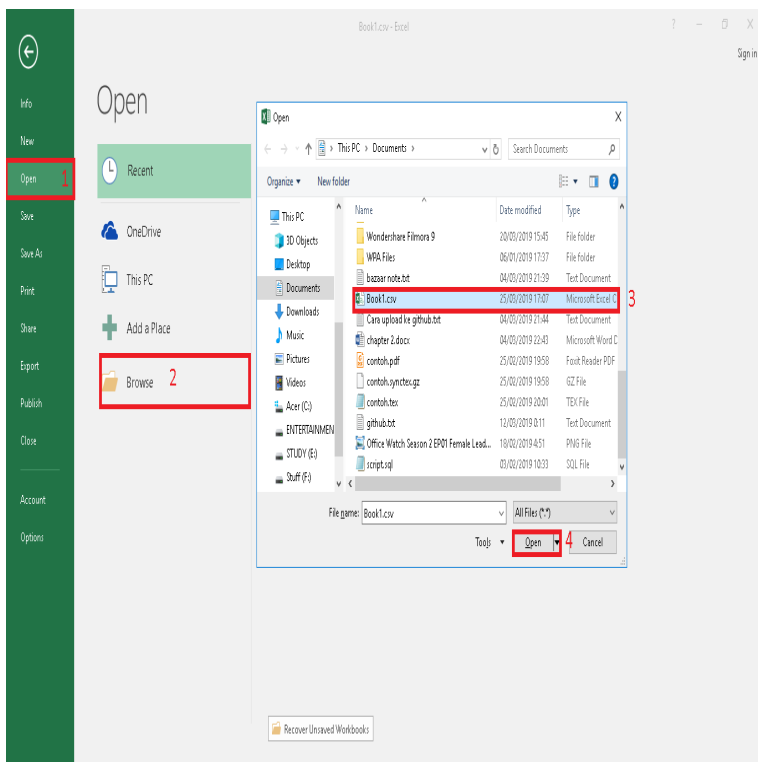 Book1.csv - Excel
? – X
Sign in
Info
New
Open 1
Save
Save As
Print
Share
Export
Publish
Close
Account
Options
Open
Recent
OneDrive
This PC
Add a Place
Browse 2
Open X
This PC > Documents >
Search Documents
Organize New folder
This PC
3D Objects
Desktop
Documents
Downloads
Music
Pictures
Videos
Acer (C:)
ENTERTAINMEN
STUDY (E:)
Stuff (F:)
Name Date modified Type
Wondershare Filmora 9 20/03/2019 15:45 File folder
WPA Files 06/01/2019 17:37 File folder
bazaar note.txt 04/03/2019 21:39 Text Document
Book1.csv 25/03/2019 17:07 Microsoft Excel C 3
Cara upload ke github.txt 04/03/2019 21:44 Text Document
chapter 2.docx 04/03/2019 22:43 Microsoft Word D
contoh.pdf 25/02/2019 19:58 Foxit Reader PDF
contoh.synctex.gz 25/02/2019 19:58 GZ File
contoh.tex 25/02/2019 20:01 TEX File
github.txt 12/03/2019 0:11 Text Document
Office Watch Season 2 EP01 Female Lead... 18/02/2019 4:51 PNG File
script.sql 03/02/2019 10:33 SQL File
File name: Book1.csv All Files (*.*)
Tools Open 4 Cancel
Recover Unsaved Workbooks